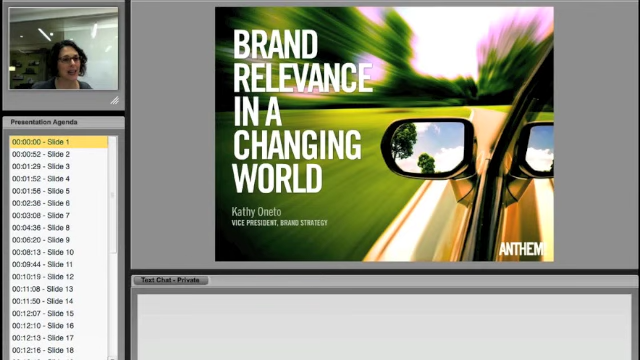 BRAND
RELEVANCE
IN A
CHANGING
WORLD
Kathy Oneto
VICE PRESIDENT, BRAND STRATEGY
ANTHEM
Presentation Agenda
00:00:00 - Slide 1
00:00:52 - Slide 2
00:01:29 - Slide 3
00:01:52 - Slide 4
00:01:56 - Slide 5
00:02:36 - Slide 6
00:03:08 - Slide 7
00:04:36 - Slide 8
00:06:20 - Slide 9
00:08:13 - Slide 10
00:09:44 - Slide 11
00:10:19 - Slide 12
00:11:08 - Slide 13
00:11:50 - Slide 14
00:12:07 - Slide 15
00:12:10 - Slide 16
00:12:13 - Slide 17
00:12:16 - Slide 18
Text Chat - Private